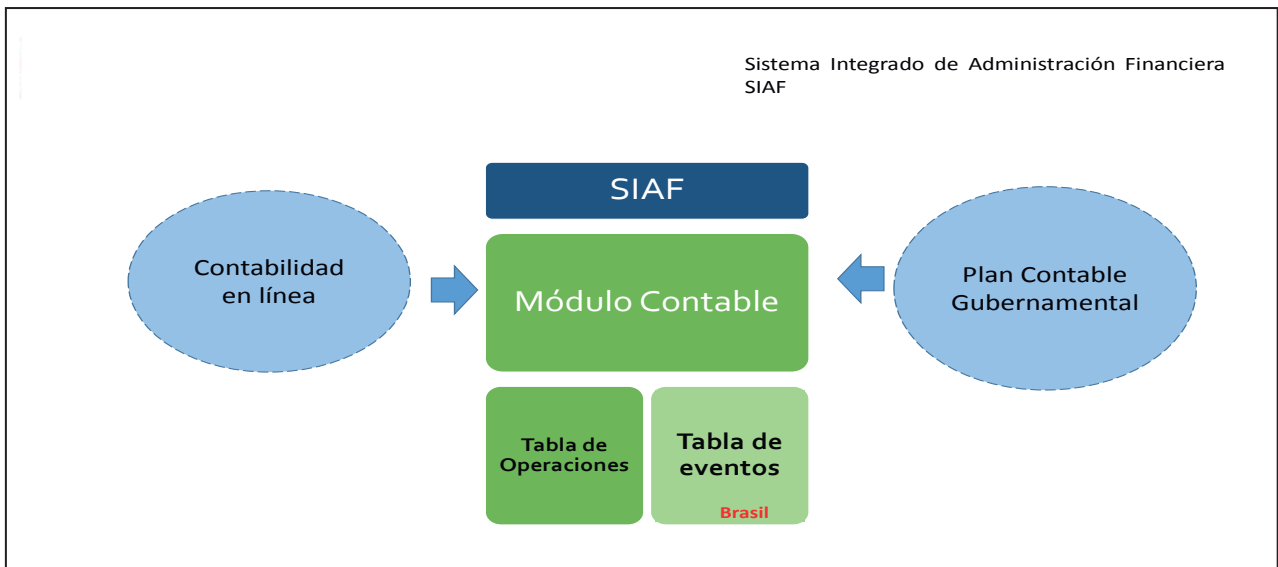 Sistema Integrado de Administración Financiera
SIAF
SIAF
Contabilidad
en línea
Módulo Contable
Plan Contable
Gubernamental
Tabla de
Operaciones
Tabla de
eventos
Brasil